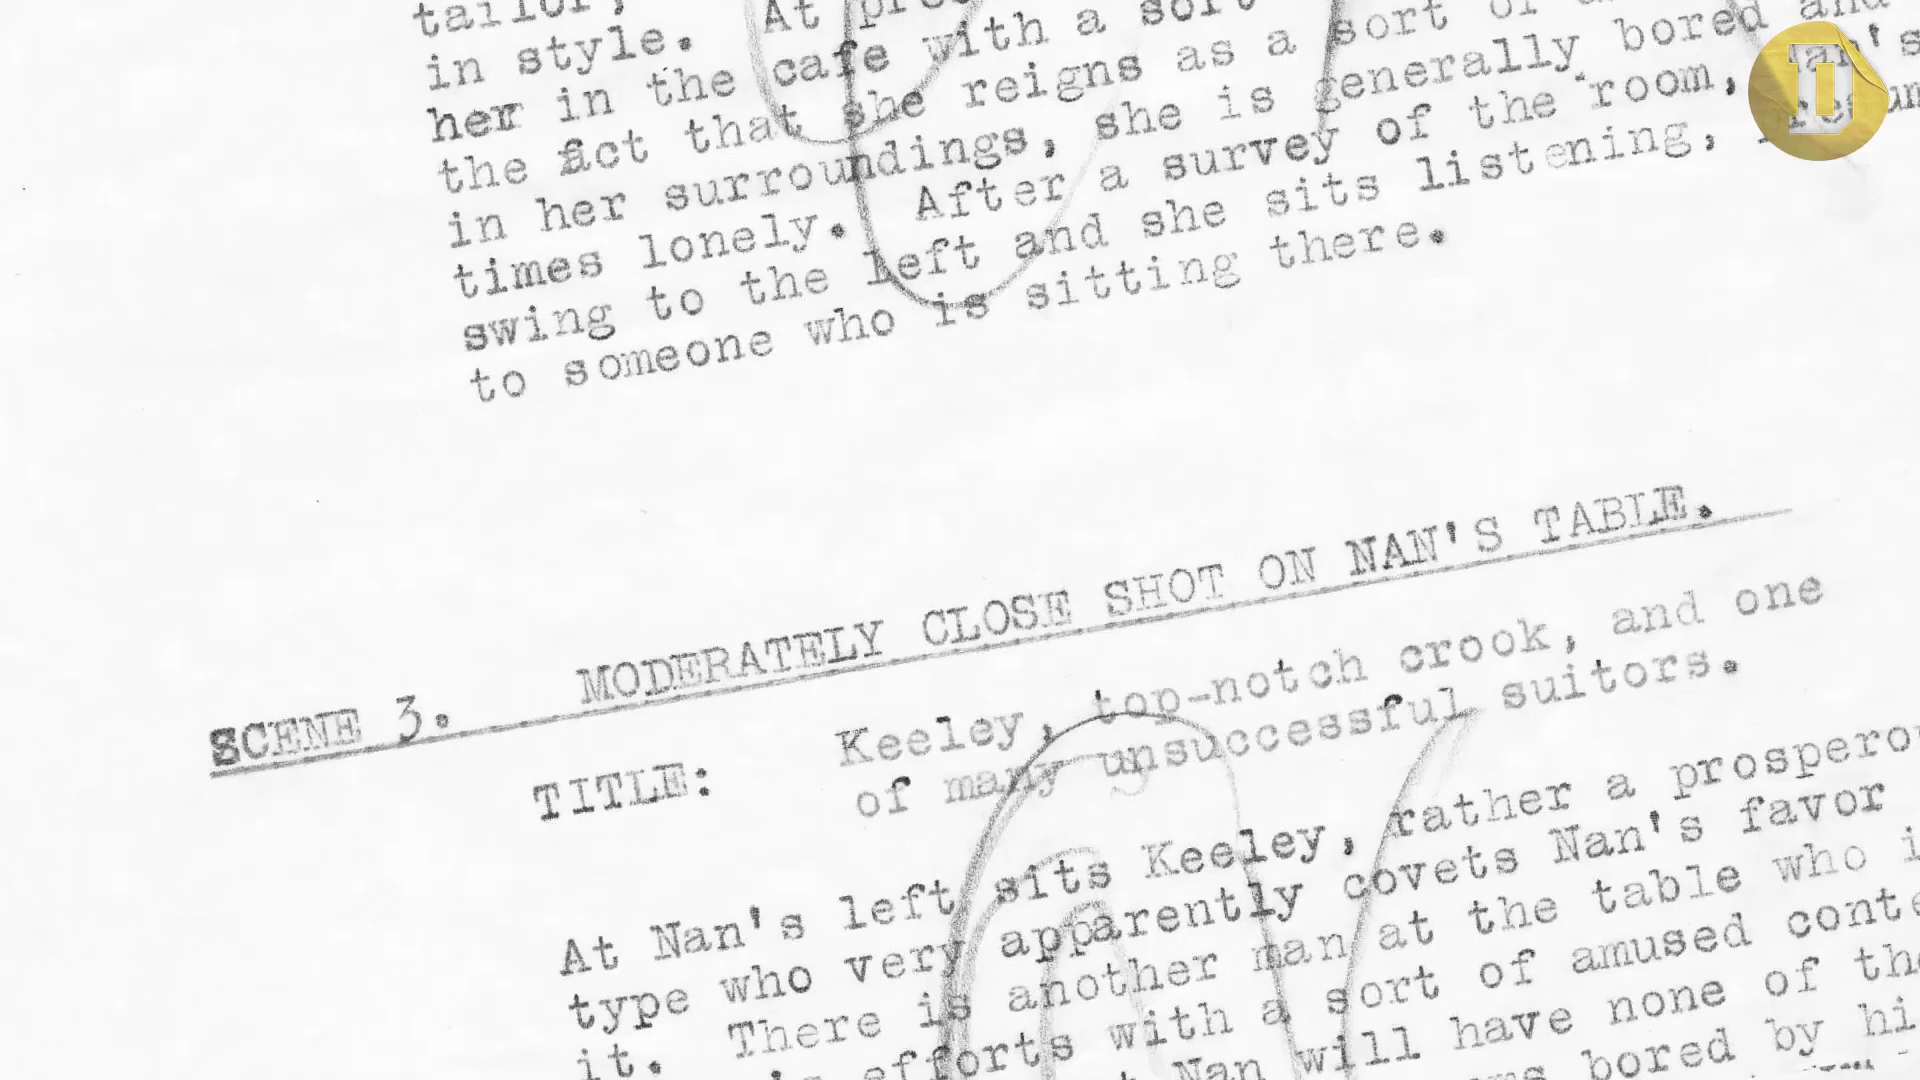 tailor,
in style. At with a sort
her in the cafe with a sort of
the fact that she reigns as a sort of
in her surroundings, she is generally bored and
times lonely. After a survey of the room, Nan's
swing to the left and she sits listening,
to someone who is sitting there.
SCENE 3. MODERATELY CLOSE SHOT ON NAN'S TABLE.
TITLE: Keeley, top-notch crook, and one
of many unsuccessful suitors.
At Nan's left sits Keeley, rather a
type who very apparently covets Nan's favor
it. There is another man at the table who
efforts with a sort of amused
Nan will have none of
bored by